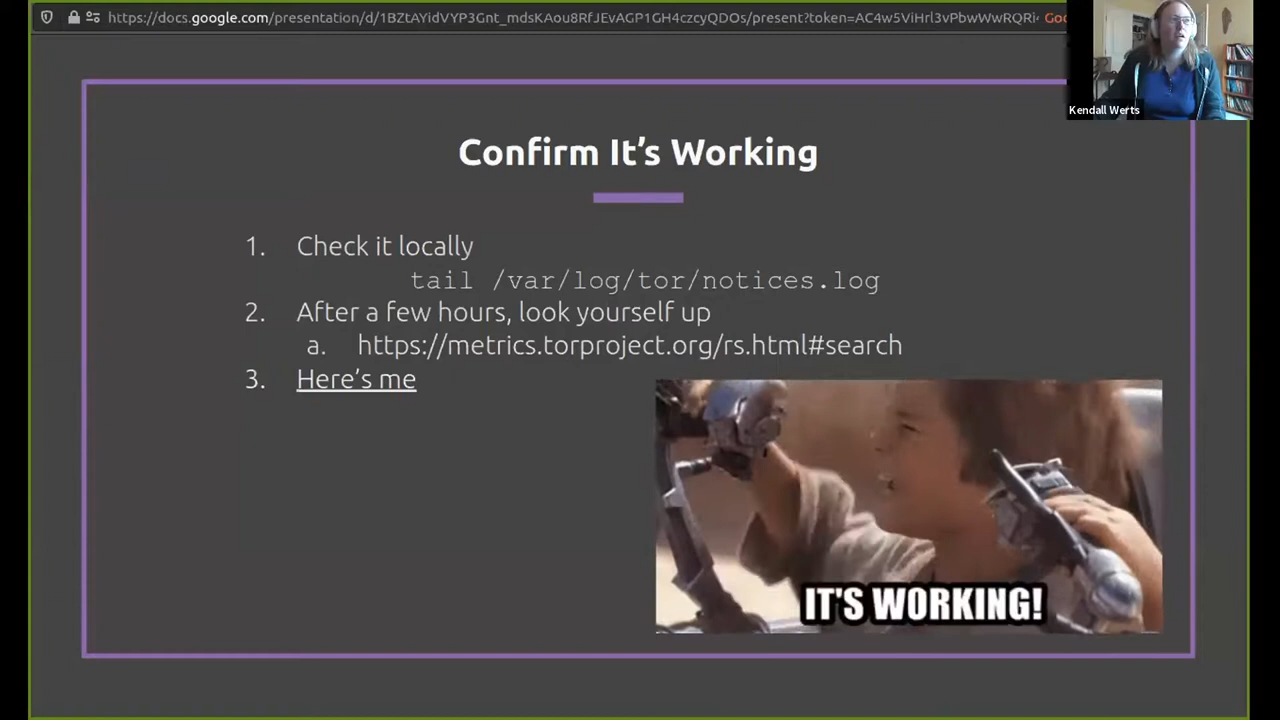 https://docs.google.com/presentation/d/1BZtAYidVYP3Gnt_mdsKAou8RfJEvAGP1GH4czcyQDOs/present?token=AC4w5ViHrl3vPbwWwRQRi
Goo
Kendall Werts
Confirm It's Working
1. Check it locally
tail /var/log/tor/notices.log
2. After a few hours, look yourself up
a. https://metrics.torproject.org/rs.html#search
3. Here's me
IT'S WORKING!